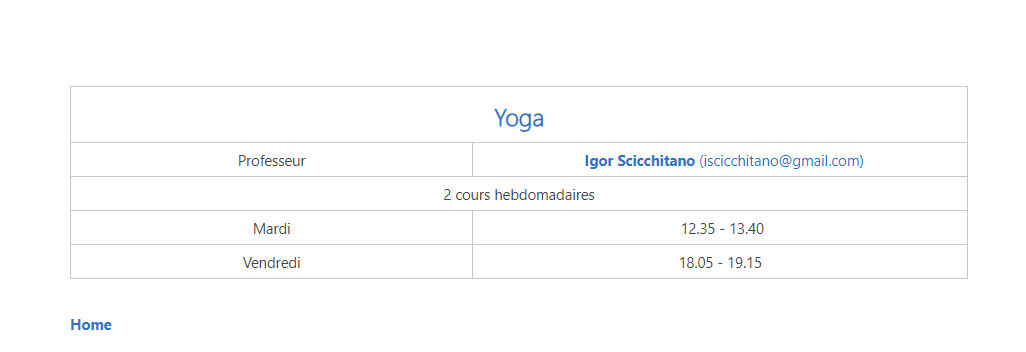 Yoga
Professeur Igor Scicchitano (iscicchitano@gmail.com)
2 cours hebdomadaires
Mardi 12.35 - 13.40
Vendredi 18.05 - 19.15
Home